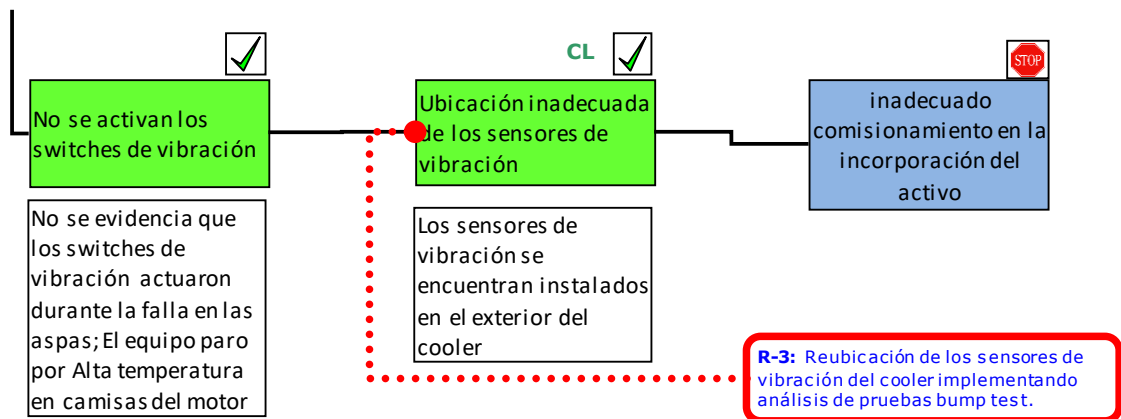 No se activan los
switches de vibración
No se evidencia que
los switches de
vibración actuaron
durante la falla en las
aspas; El equipo paro
por Alta temperatura
en camisas del motor
CL
Ubicación inadecuada
de los sensores de
vibración
Los sensores de
vibración se
encuentran instalados
en el exterior del
cooler
STOP
inadecuado
comisionamiento en la
incorporación del
activo
R-3: Reubicación de los sensores de
vibración del cooler implementando
análisis de pruebas bump test.